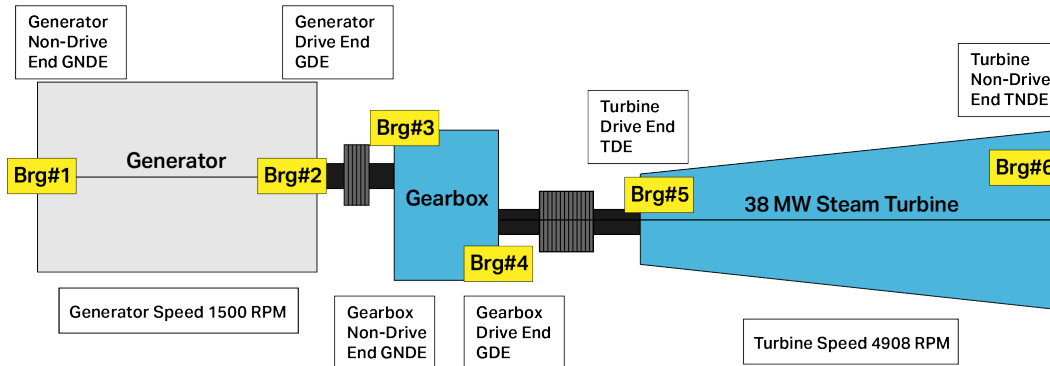 Generator
Non-Drive
End GNDE
Generator
Drive End
GDE
Turbine
Non-Drive
End TNDE
Turbine
Drive End
TDE
Brg#3
Generator
Brg#1
Brg#2
Gearbox
Brg#5
Brg#6
38 MW Steam Turbine
Brg#4
Generator Speed 1500 RPM
Gearbox
Non-Drive
End GNDE
Gearbox
Drive End
GDE
Turbine Speed 4908 RPM